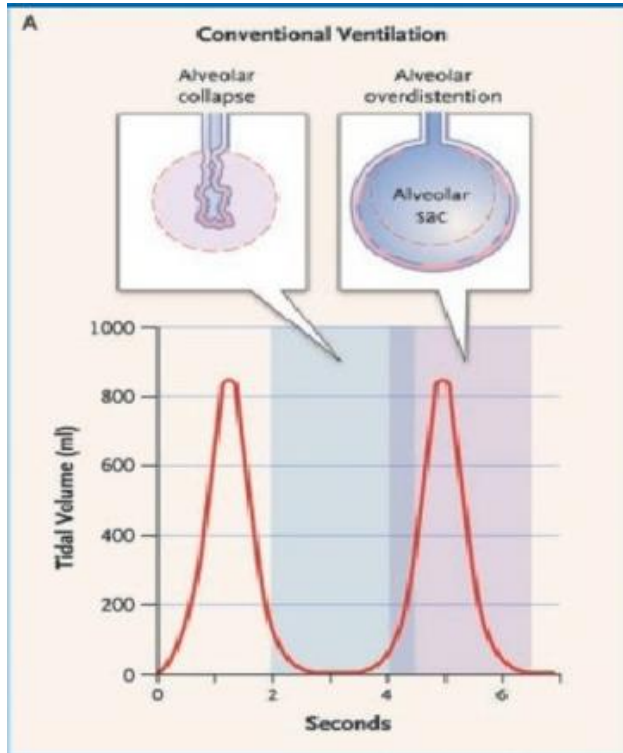 A
Conventional Ventilation
Alveolar
collapse
Alveolar
overdistention
Alveolar
sac
1000
800
600
400
200
0
Tidal Volume (ml)
0 2 4 6
Seconds